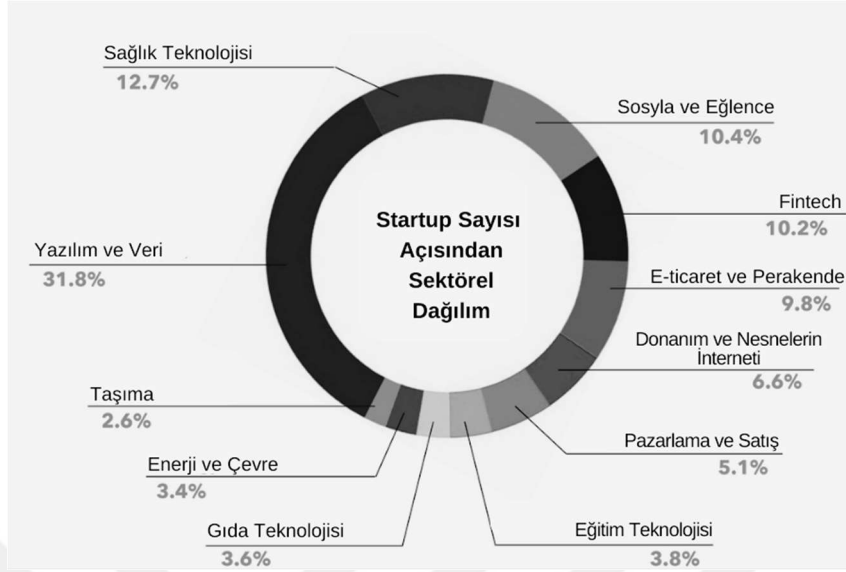 Sağlık Teknolojisi
12.7%
Sosyla ve Eğlence
10.4%
Fintech
10.2%
E-ticaret ve Perakende
9.8%
Donanım ve Nesnelerin
İnterneti
6.6%
Pazarlama ve Satış
5.1%
Eğitim Teknolojisi
3.8%
Gıda Teknolojisi
3.6%
Enerji ve Çevre
3.4%
Taşıma
2.6%
Yazılım ve Veri
31.8%
Startup Sayısı
Açısından
Sektörel
Dağılım